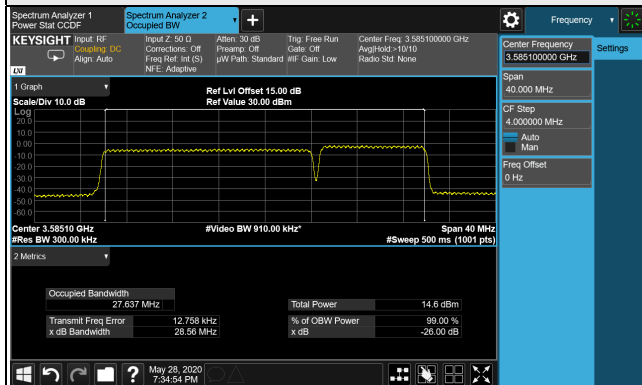 Spectrum Analyzer 1
Power Stat CCDF
Spectrum Analyzer 2
Occupied BW
Frequency
KEYSIGHT
Input: RF
Coupling: DC
Align: Auto
Input Z: 50 Ω
Corrections: Off
Freq Ref: Int (S)
NFE: Adaptive
Atten: 30 dB
Preamp: Off
µW Path: Standard
Trig: Free Run
Gate: Off
#IF Gain: Low
Center Freq: 3.585100000 GHz
Avg|Hold:>10/10
Radio Std: None
LXI
Center Frequency
3.585100000 GHz
Settings
Span
40.000 MHz
CF Step
4.000000 MHz
Auto
Man
Freq Offset
0 Hz
1 Graph
Scale/Div 10.0 dB
Ref Lvl Offset 15.00 dB
Ref Value 30.00 dBm
Log
20.0
10.0
0.00
-10.0
-20.0
-30.0
-40.0
-50.0
-60.0
Center 3.58510 GHz
#Res BW 300.00 kHz
#Video BW 910.00 kHz*
Span 40 MHz
#Sweep 500 ms (1001 pts)
2 Metrics
Occupied Bandwidth
27.637 MHz
Total Power 14.6 dBm
Transmit Freq Error 12.758 kHz
% of OBW Power 99.00 %
x dB Bandwidth 28.56 MHz
x dB -26.00 dB
?
May 28, 2020
7:34:54 PM